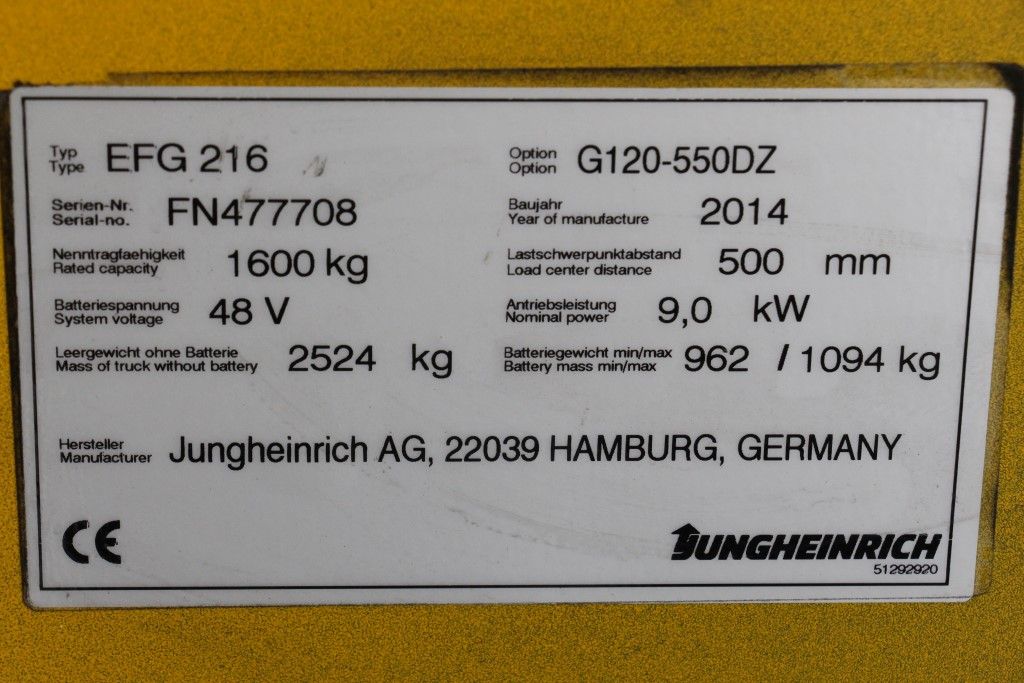 Typ
Type EFG 216
Option
Option G120-550DZ
Serien-Nr.
Serial-no. FN477708
Baujahr
Year of manufacture 2014
Nenntragfaehigkeit
Rated capacity 1600 kg
Lastschwerpunktabstand
Load center distance 500 mm
Batteriespannung
System voltage 48 V
Antriebsleistung
Nominal power 9,0 kW
Leergewicht ohne Batterie
Mass of truck without battery 2524 kg
Batteriegewicht min/max
Battery mass min/max 962 / 1094 kg
Hersteller
Manufacturer Jungheinrich AG, 22039 HAMBURG, GERMANY
CE
JUNGHEINRICH
51292920